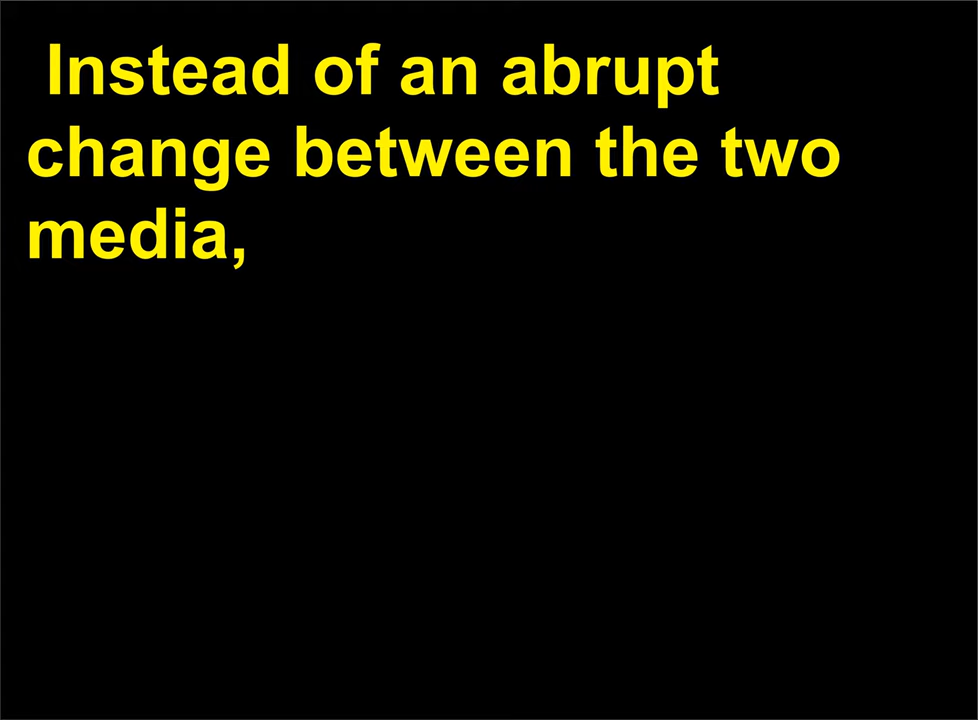 Instead of an abrupt
change between the two
media,